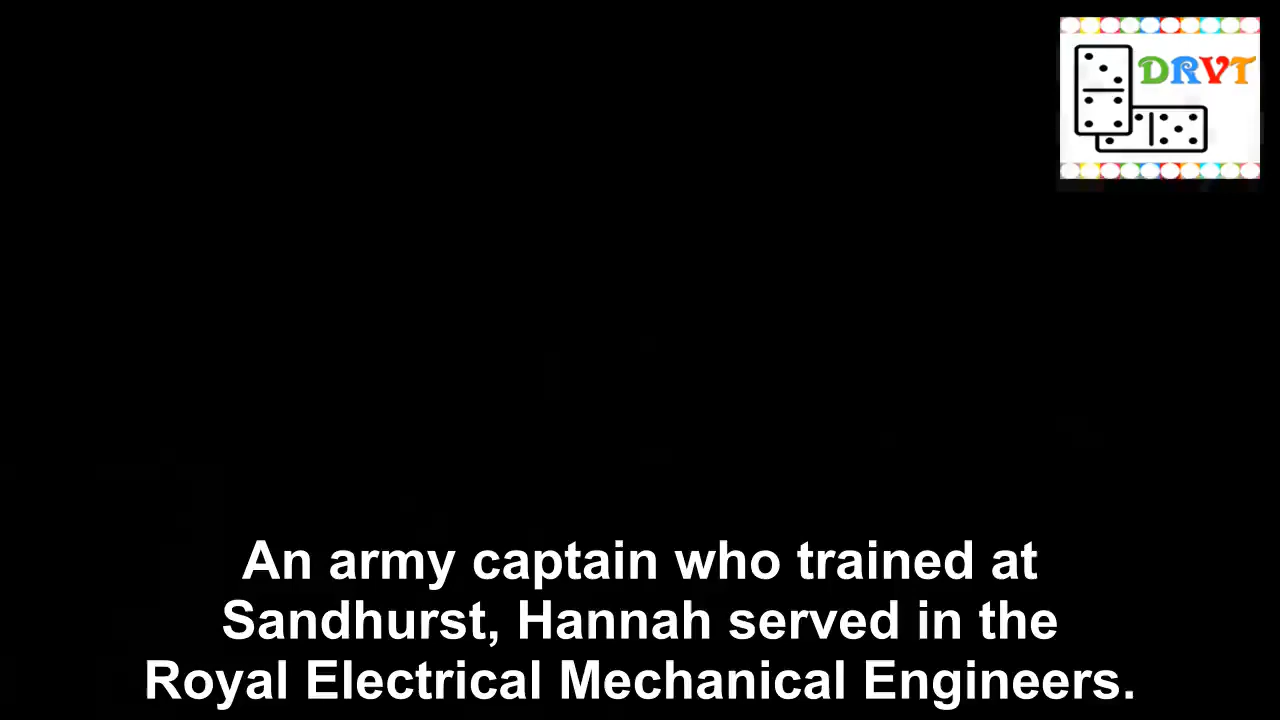 DRVT
An army captain who trained at
Sandhurst, Hannah served in the
Royal Electrical Mechanical Engineers.